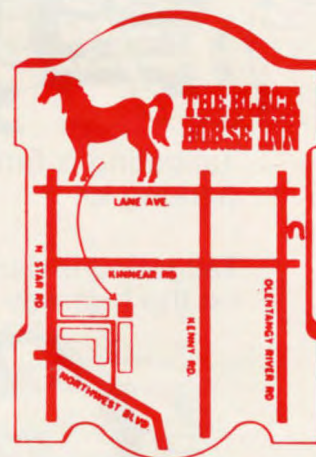 THE BLACK
HORSE INN
LANE AVE.
N STAR RD
KINNEAR RD
KENNY RD.
OLENTANGY RIVER RD
NORTHWEST BLVD